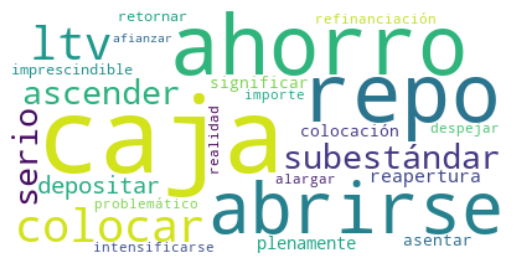 retornar
refinanciación
ltv
afianzar
ahorro
imprescindible
significar
repo
ascender
importe
caja
serio
realidad
colocación
despejar
subestándar
depositar
alargar
reapertura
problemático
colocar
abrirse
intensificarse
plenamente
asentar